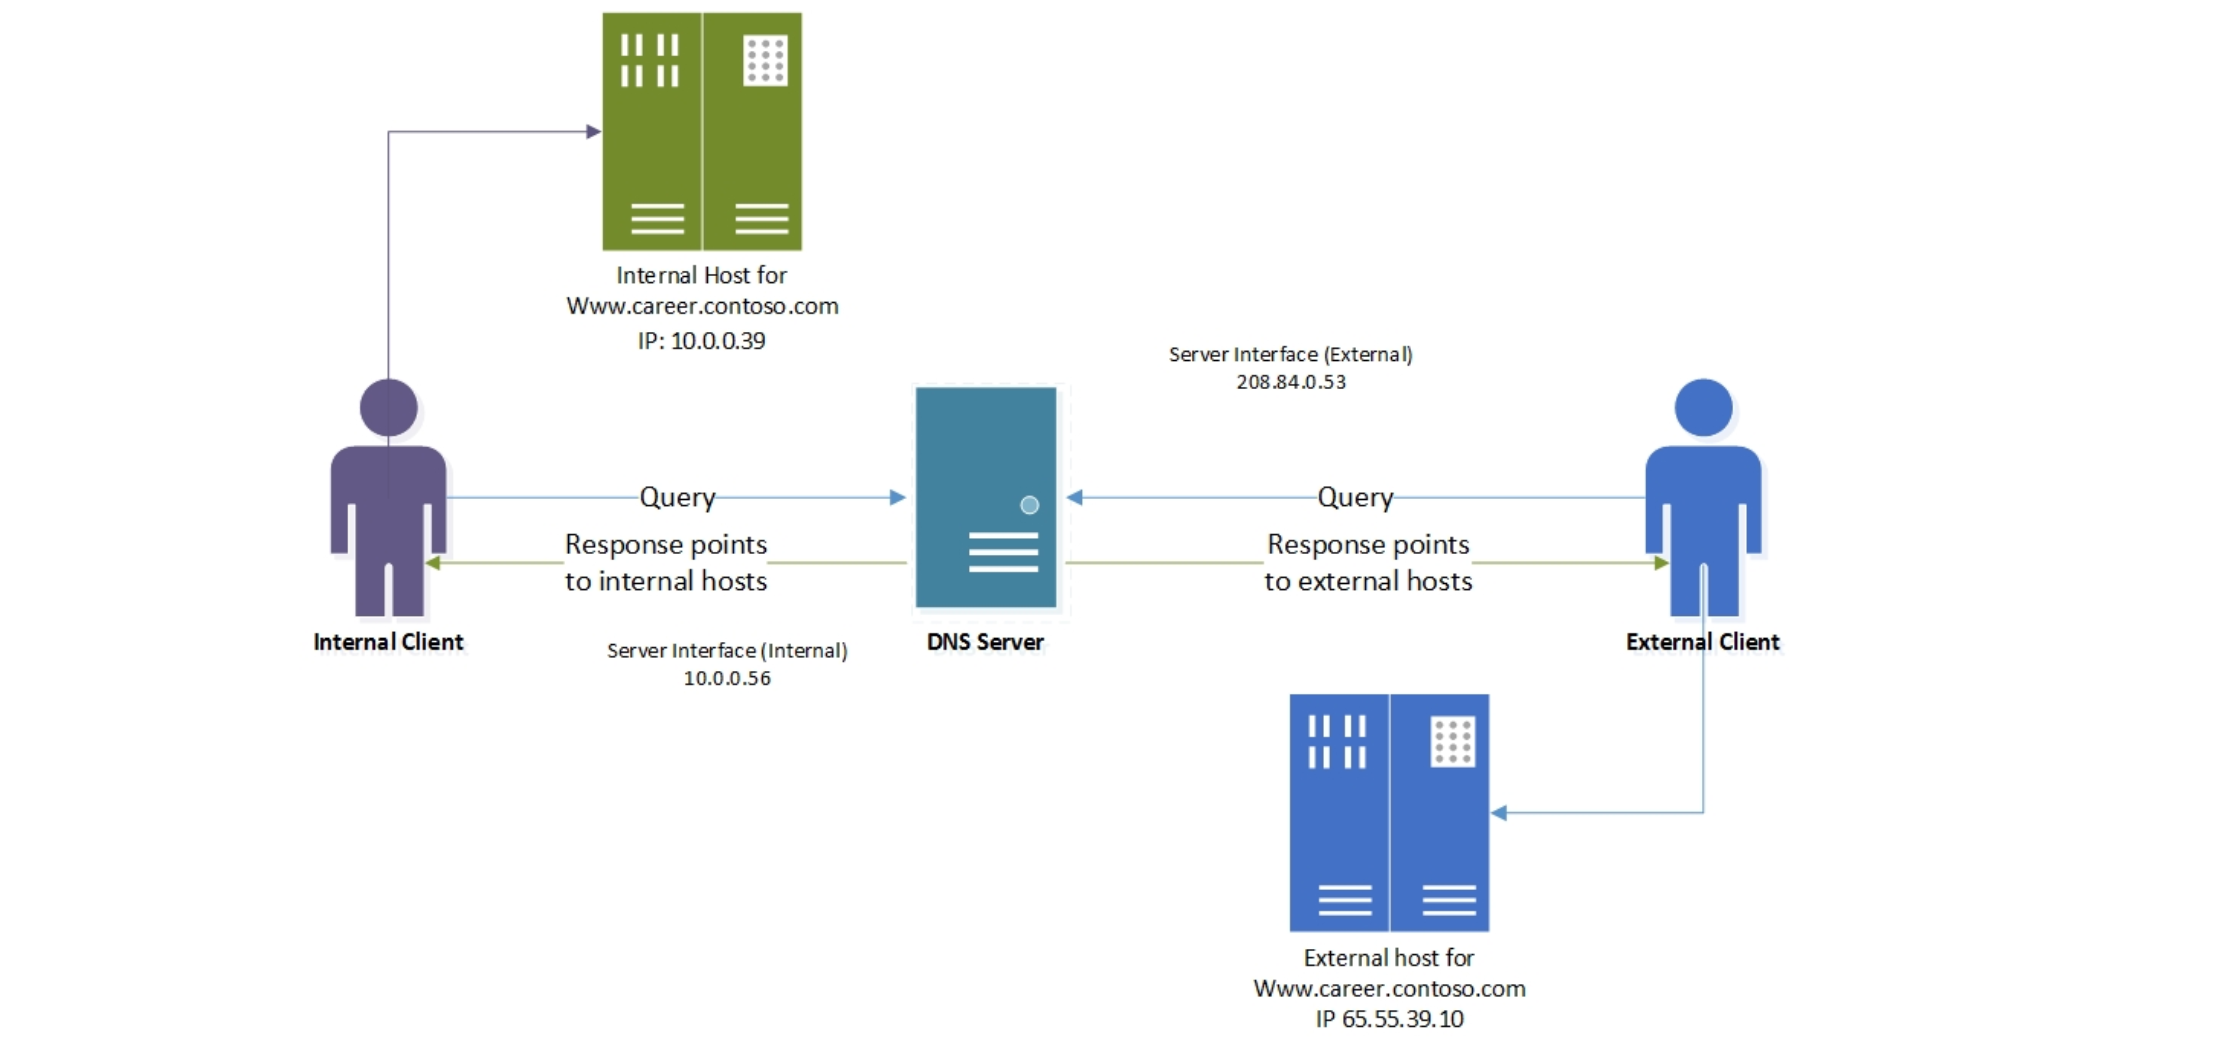 Internal Host for
Www.career.contoso.com
IP: 10.0.0.39
Server Interface (External)
208.84.0.53
Query
Query
Response points
to internal hosts
Response points
to external hosts
Internal Client
Server Interface (Internal)
10.0.0.56
DNS Server
External Client
External host for
Www.career.contoso.com
IP 65.55.39.10